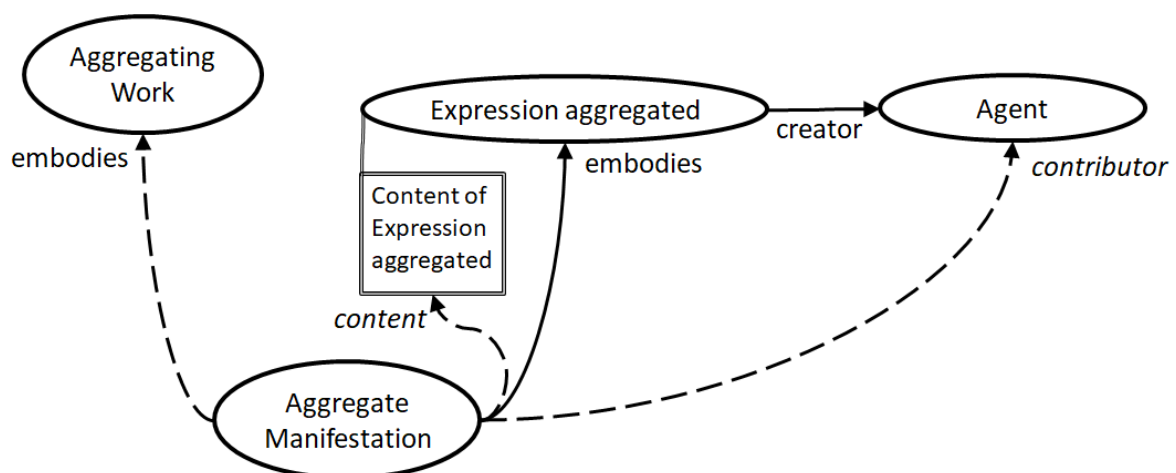 Aggregating
Work
Expression aggregated
Agent
creator
embodies
embodies
contributor
Content of
Expression
aggregated
content
Aggregate
Manifestation